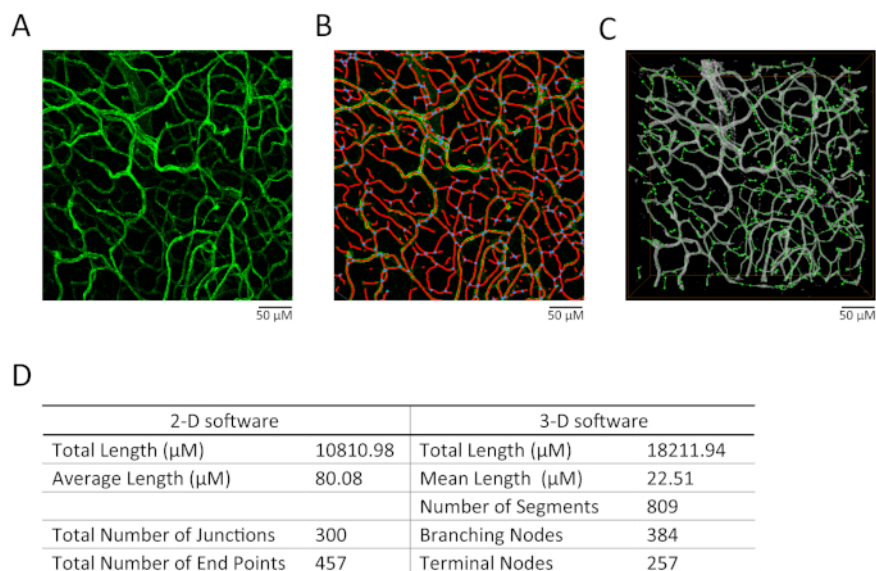 A B C
50 µM 50 µM 50 µM
D
2-D software 3-D software
Total Length (µM) 10810.98 Total Length (µM) 18211.94
Average Length (µM) 80.08 Mean Length (µM) 22.51
Number of Segments 809
Total Number of Junctions 300 Branching Nodes 384
Total Number of End Points 457 Terminal Nodes 257